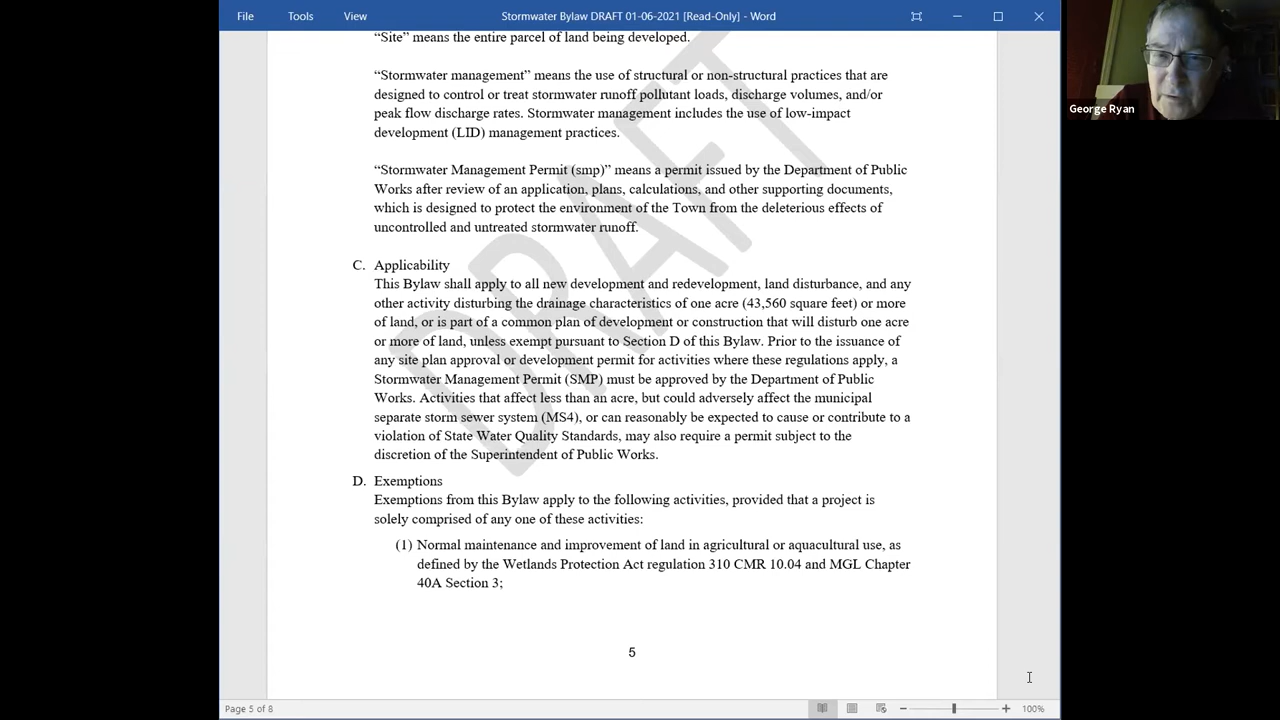 File Tools View Stormwater Bylaw DRAFT 01-06-2021 [Read-Only] - Word
George Ryan
“Site” means the entire parcel of land being developed.
“Stormwater management” means the use of structural or non-structural practices that are
designed to control or treat stormwater runoff pollutant loads, discharge volumes, and/or
peak flow discharge rates. Stormwater management includes the use of low-impact
development (LID) management practices.
“Stormwater Management Permit (smp)” means a permit issued by the Department of Public
Works after review of an application, plans, calculations, and other supporting documents,
which is designed to protect the environment of the Town from the deleterious effects of
uncontrolled and untreated stormwater runoff.
C. Applicability
This Bylaw shall apply to all new development and redevelopment, land disturbance, and any
other activity disturbing the drainage characteristics of one acre (43,560 square feet) or more
of land, or is part of a common plan of development or construction that will disturb one acre
or more of land, unless exempt pursuant to Section D of this Bylaw. Prior to the issuance of
any site plan approval or development permit for activities where these regulations apply, a
Stormwater Management Permit (SMP) must be approved by the Department of Public
Works. Activities that affect less than an acre, but could adversely affect the municipal
separate storm sewer system (MS4), or can reasonably be expected to cause or contribute to a
violation of State Water Quality Standards, may also require a permit subject to the
discretion of the Superintendent of Public Works.
D. Exemptions
Exemptions from this Bylaw apply to the following activities, provided that a project is
solely comprised of any one of these activities:
(1) Normal maintenance and improvement of land in agricultural or aquacultural use, as
defined by the Wetlands Protection Act regulation 310 CMR 10.04 and MGL Chapter
40A Section 3;
5
DRAFT
Page 5 of 8 100%